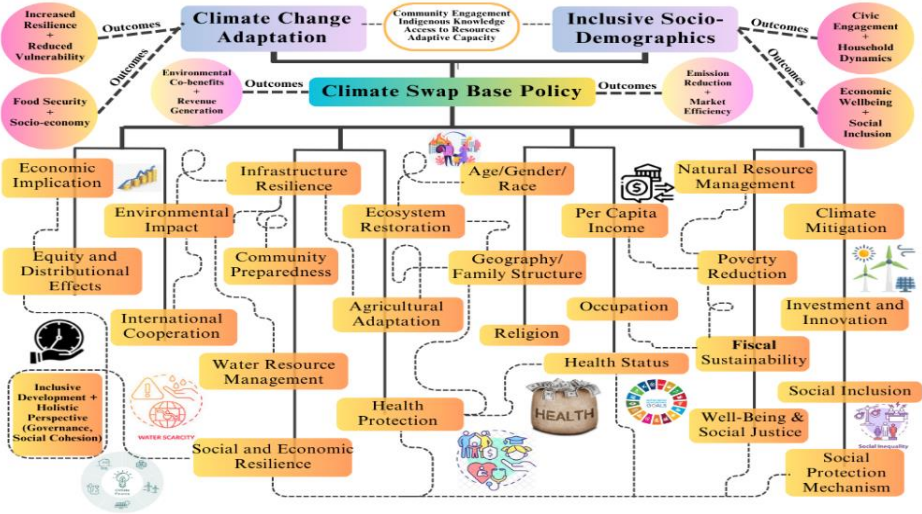 Increased
Resilience
+
Reduced
Vulnerability
Outcomes
Climate Change
Adaptation
Community Engagement
Indigenous Knowledge
Access to Resources
Adaptive Capacity
Inclusive Socio-
Demographics
Outcomes
Civic
Engagement
+
Household
Dynamics
Outcomes
Outcomes
Food Security
+
Socio-economy
Environmental
Co-benefits
+
Revenue
Generation
Outcomes
Climate Swap Base Policy
Outcomes
Emission
Reduction
+
Market
Efficiency
Economic
Wellbeing
+
Social
Inclusion
Economic
Implication
Infrastructure
Resilience
Age/Gender/
Race
Natural Resource
Management
Environmental
Impact
Ecosystem
Restoration
Per Capita
Income
Climate
Mitigation
Equity and
Distributional
Effects
Community
Preparedness
Geography/
Family Structure
Poverty
Reduction
International
Cooperation
Agricultural
Adaptation
Occupation
Investment and
Innovation
Religion
Fiscal
Sustainability
Water Resource
Management
Health Status
Inclusive
Development +
Holistic
Perspective
(Governance,
Social Cohesion)
WATER SCARCITY
Health
Protection
HEALTH
GOALS
Social Inclusion
Well-Being &
Social Justice
Social Inequality
Social and Economic
Resilience
Social
Protection
Mechanism